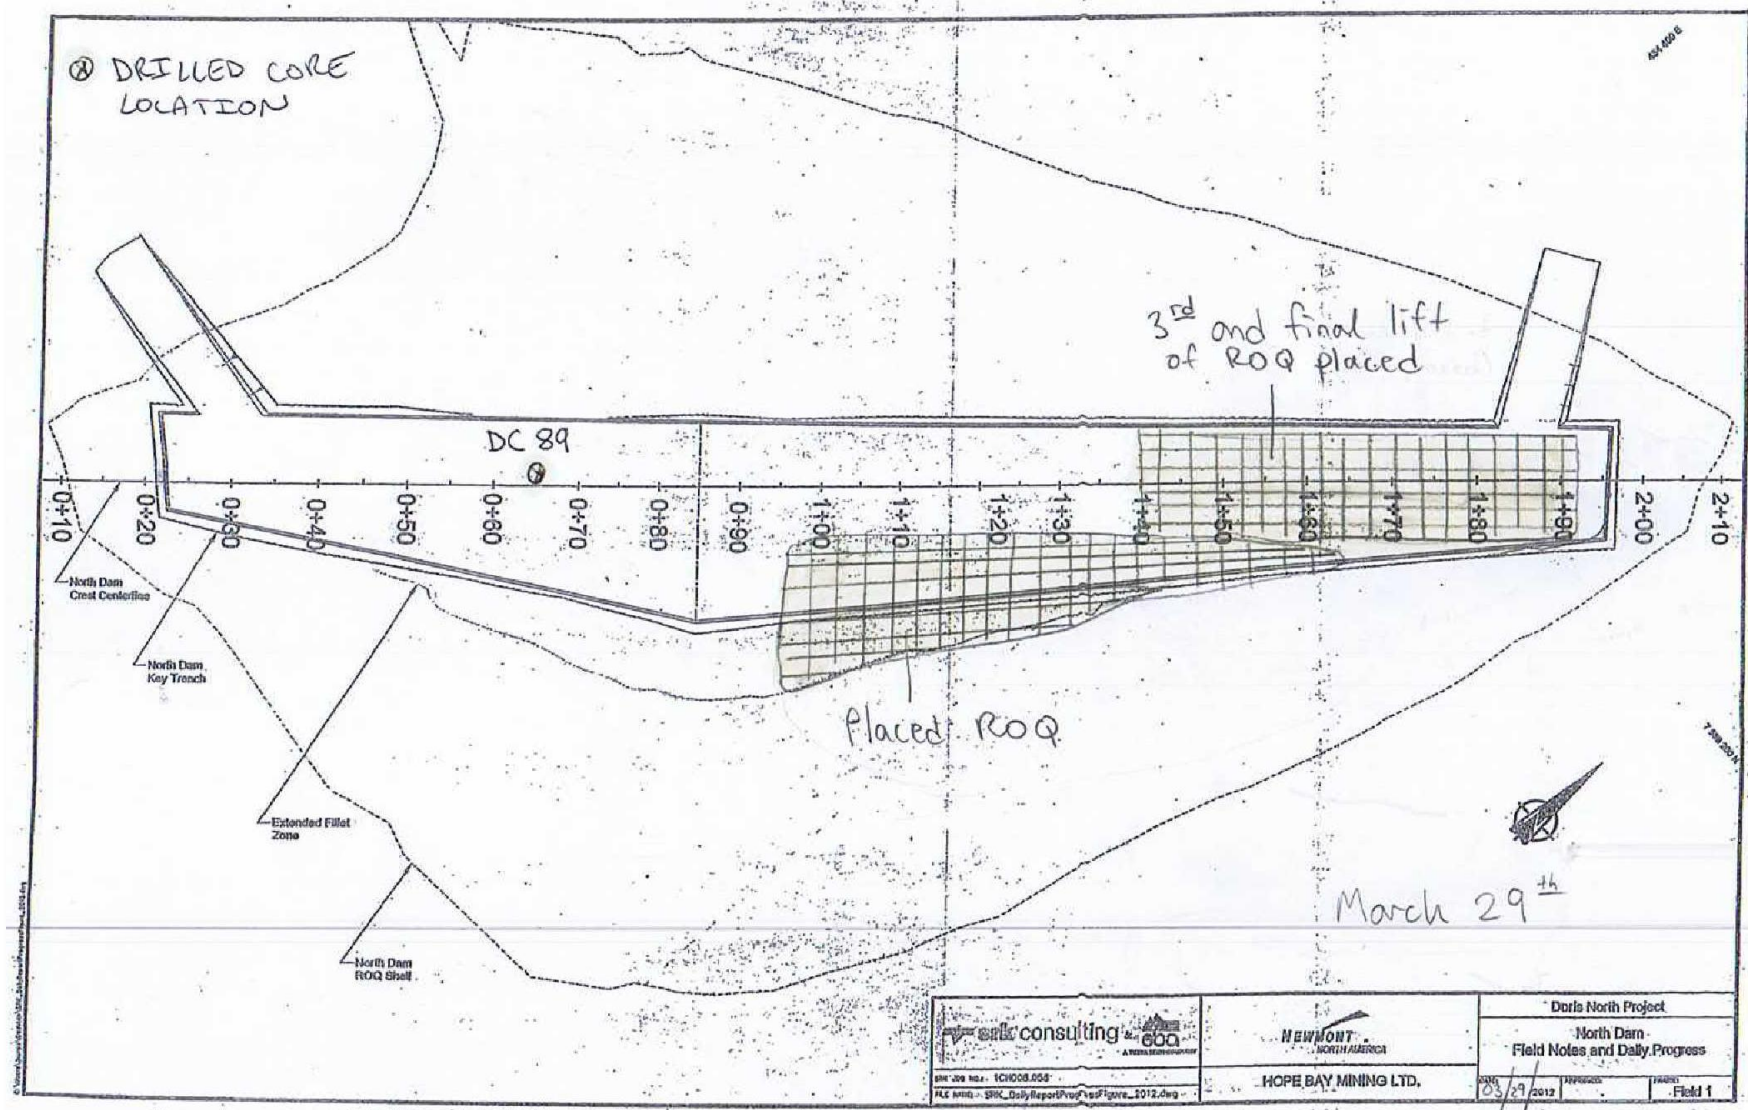 ⊗ DRILLED CORE
LOCATION
3rd and final lift
of ROQ placed
DC 89
0+10
0+20
0+30
0+40
0+50
0+60
0+70
0+80
0+90
1+00
1+10
1+20
1+30
1+40
1+50
1+60
1+70
1+80
1+90
2+00
2+10
North Dam
Crest Centerline
North Dam
Key Trench
Placed ROQ
Extended Fillet
Zone
March 29th
North Dam
ROQ Shell
srk consulting &
NEWMONT
NORTH AMERICA
HOPE BAY MINING LTD.
Doris North Project
North Dam
Field Notes and Daily Progress
03/29/2012
Field 1